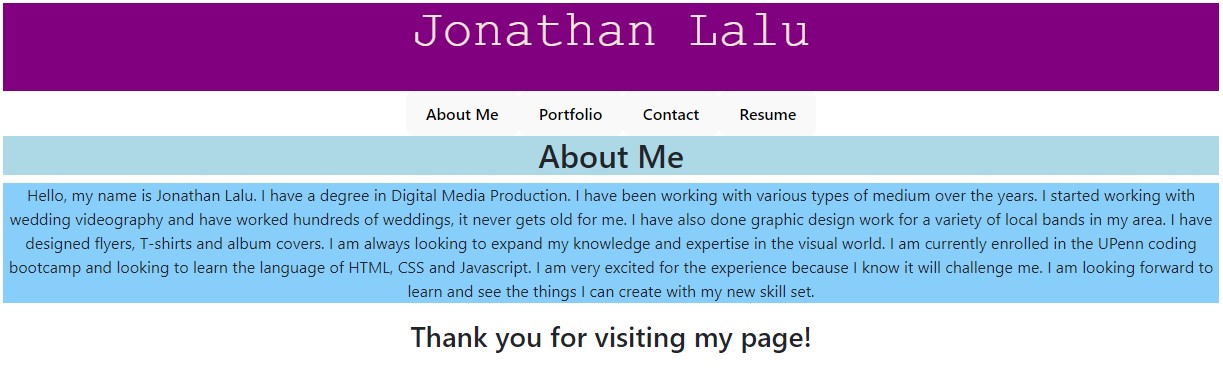 Jonathan Lalu
About Me Portfolio Contact Resume
About Me
Hello, my name is Jonathan Lalu. I have a degree in Digital Media Production. I have been working with various types of medium over the years. I started working with
wedding videography and have worked hundreds of weddings, it never gets old for me. I have also done graphic design work for a variety of local bands in my area. I have
designed flyers, T-shirts and album covers. I am always looking to expand my knowledge and expertise in the visual world. I am currently enrolled in the UPenn coding
bootcamp and looking to learn the language of HTML, CSS and Javascript. I am very excited for the experience because I know it will challenge me. I am looking forward to
learn and see the things I can create with my new skill set.
Thank you for visiting my page!